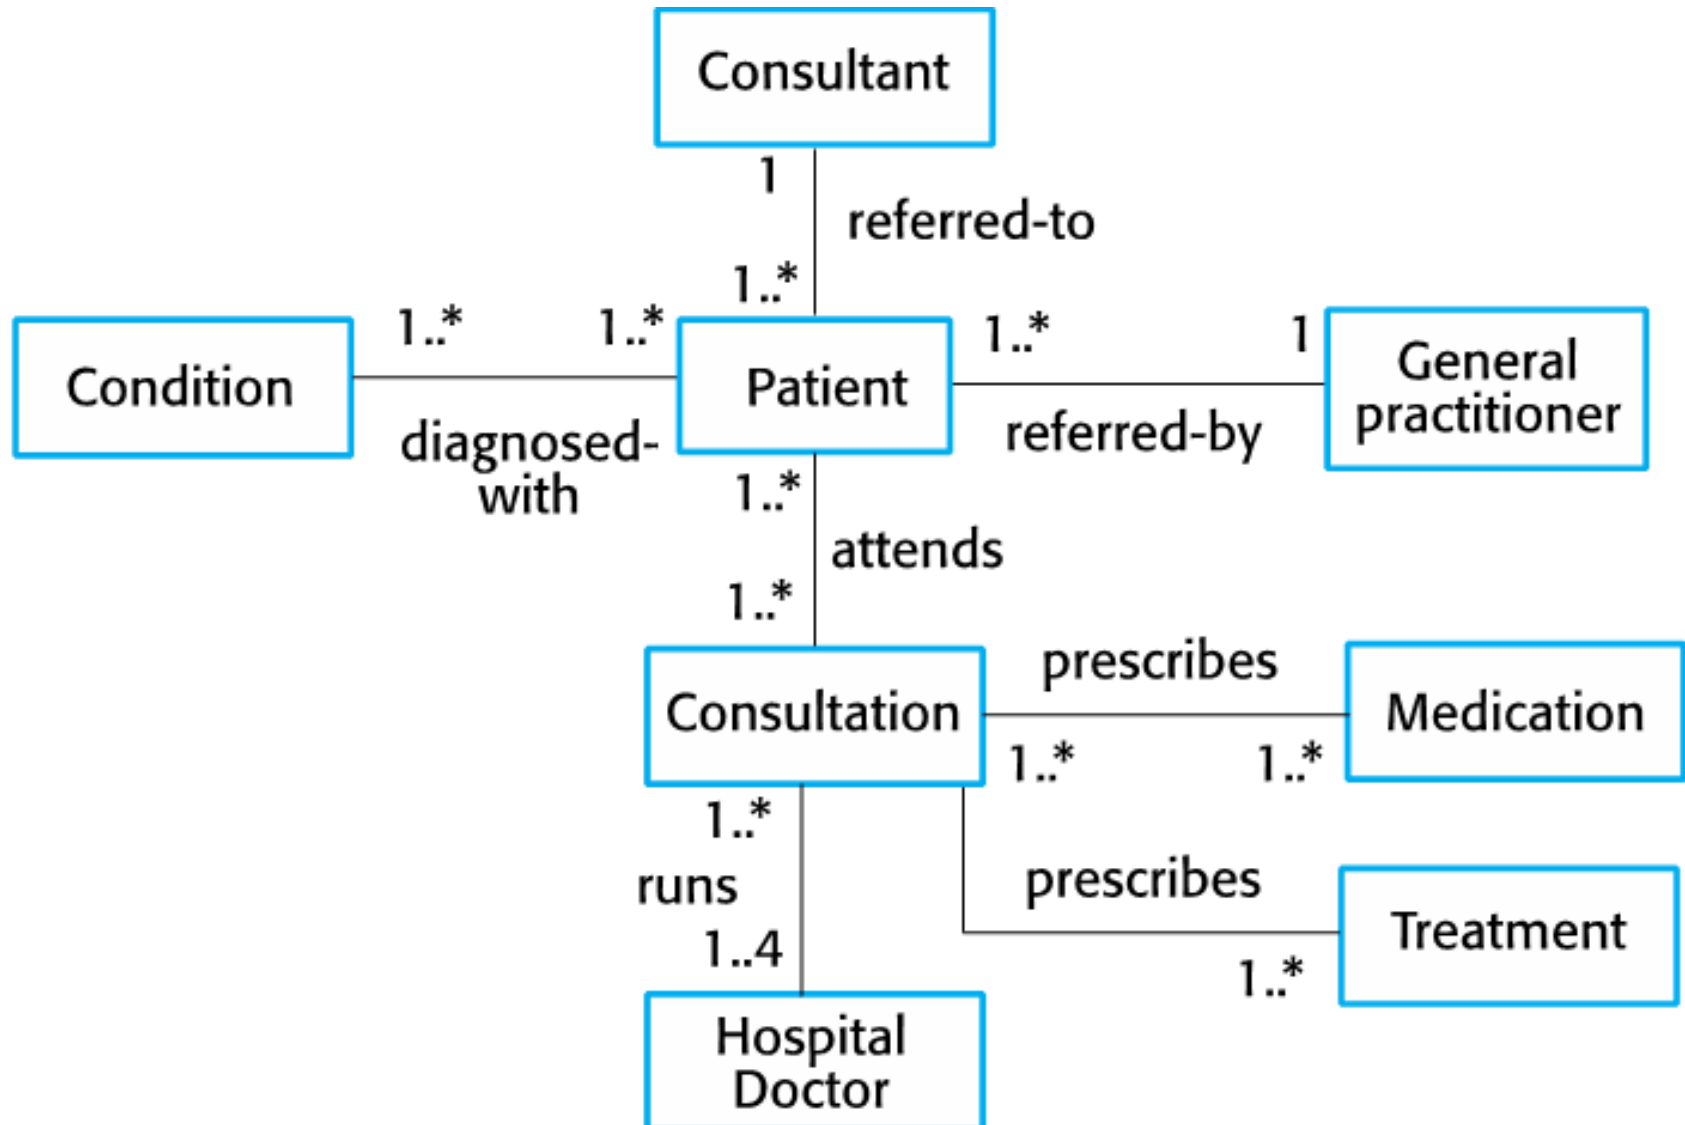 Consultant
1
referred-to
1..*
1..*
1..*
1..*
1
Condition
Patient
General
practitioner
diagnosed-
with
referred-by
1..*
attends
1..*
prescribes
Consultation
Medication
1..*
1..*
1..*
runs
prescribes
1..4
Treatment
1..*
Hospital
Doctor